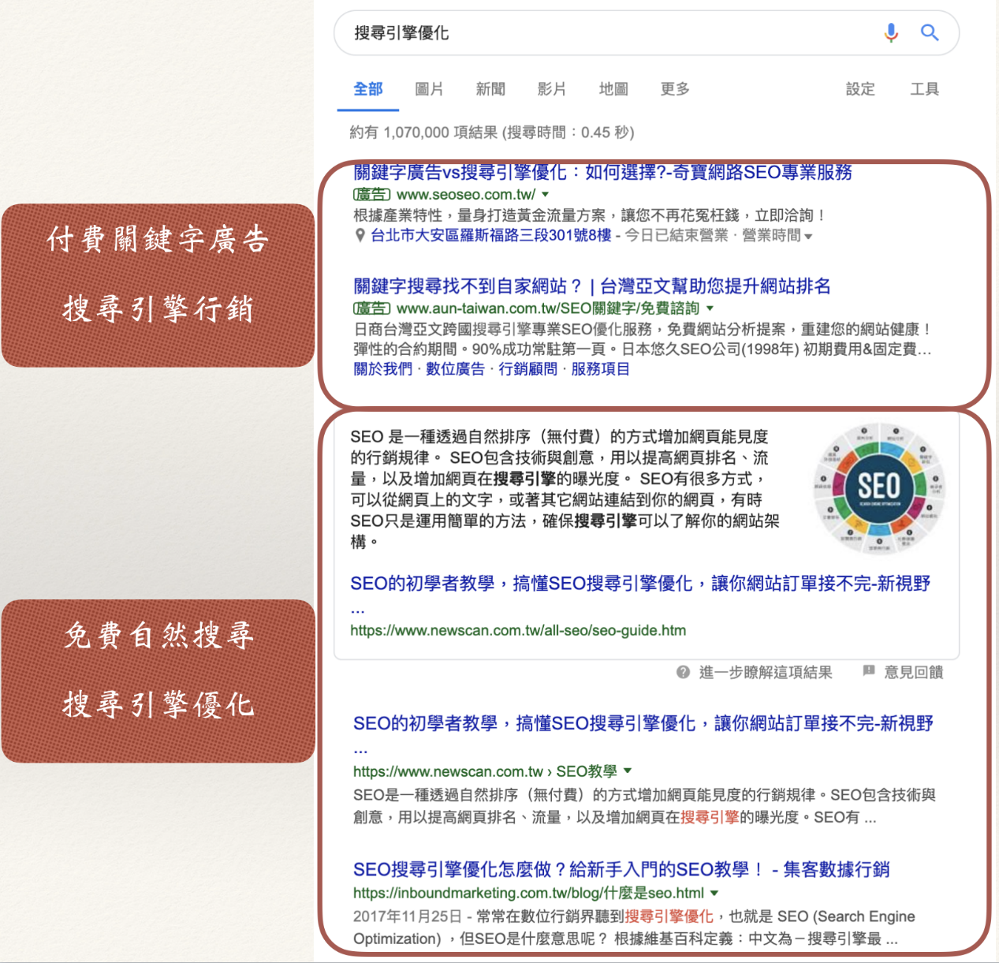 搜尋引擎優化
全部 圖片 新聞 影片 地圖 更多 設定 工具
約有 1,070,000 項結果 (搜尋時間：0.45 秒)
付費關鍵字廣告
搜尋引擎行銷
關鍵字廣告vs搜尋引擎優化：如何選擇?-奇寶網路SEO專業服務
廣告 www.seoseo.com.tw/
根據產業特性，量身打造黃金流量方案，讓您不再花冤枉錢，立即洽詢！
台北市大安區羅斯福路三段301號8樓 - 今日已結束營業 · 營業時間
關鍵字搜尋找不到自家網站？ | 台灣亞文幫助您提升網站排名
廣告 www.aun-taiwan.com.tw/SEO關鍵字/免費諮詢
日商台灣亞文跨國搜尋引擎專業SEO優化服務，免費網站分析提案，重建您的網站健康！
彈性的合約期間。90%成功常駐第一頁。日本悠久SEO公司(1998年) 初期費用&固定費...
關於我們 · 數位廣告 · 行銷顧問 · 服務項目
免費自然搜尋
搜尋引擎優化
SEO 是一種透過自然排序（無付費）的方式增加網頁能見度
的行銷規律。 SEO包含技術與創意，用以提高網頁排名、流
量，以及增加網頁在搜尋引擎的曝光度。 SEO有很多方式，
可以從網頁上的文字，或著其它網站連結到你的網頁，有時
SEO只是運用簡單的方法，確保搜尋引擎可以了解你的網站架
構。
SEO
SEO的初學者教學，搞懂SEO搜尋引擎優化，讓你網站訂單接不完-新視野
...
https://www.newscan.com.tw/all-seo/seo-guide.htm
進一步瞭解這項結果 意見回饋
SEO的初學者教學，搞懂SEO搜尋引擎優化，讓你網站訂單接不完-新視野
...
https://www.newscan.com.tw › SEO教學
SEO是一種透過自然排序（無付費）的方式增加網頁能見度的行銷規律。SEO包含技術與
創意，用以提高網頁排名、流量，以及增加網頁在搜尋引擎的曝光度。SEO有 ...
SEO搜尋引擎優化怎麼做？給新手入門的SEO教學！ - 集客數據行銷
https://inboundmarketing.com.tw/blog/什麼是seo.html
2017年11月25日 - 常常在數位行銷界聽到搜尋引擎優化，也就是 SEO (Search Engine
Optimization) ，但SEO是什麼意思呢？ 根據維基百科定義：中文為－搜尋引擎最 ...